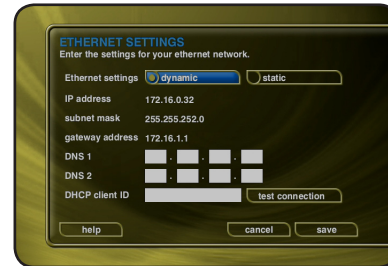 ETHERNET SETTINGS
Enter the settings for your ethernet network.
Ethernet settings dynamic static
IP address 172.16.0.32
subnet mask 255.255.252.0
gateway address 172.16.1.1
DNS 1 . . .
DNS 2 . . .
DHCP client ID test connection
help cancel save